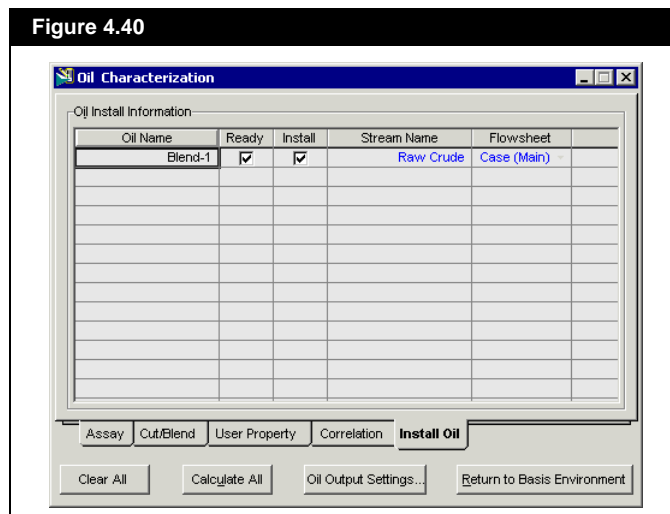 Figure 4.40
Oil Characterization
Oil Install Information
Oil Name Ready Install Stream Name Flowsheet
Blend-1 Raw Crude Case (Main)
Assay Cut/Blend User Property Correlation Install Oil
Clear All Calculate All Oil Output Settings... Return to Basis Environment